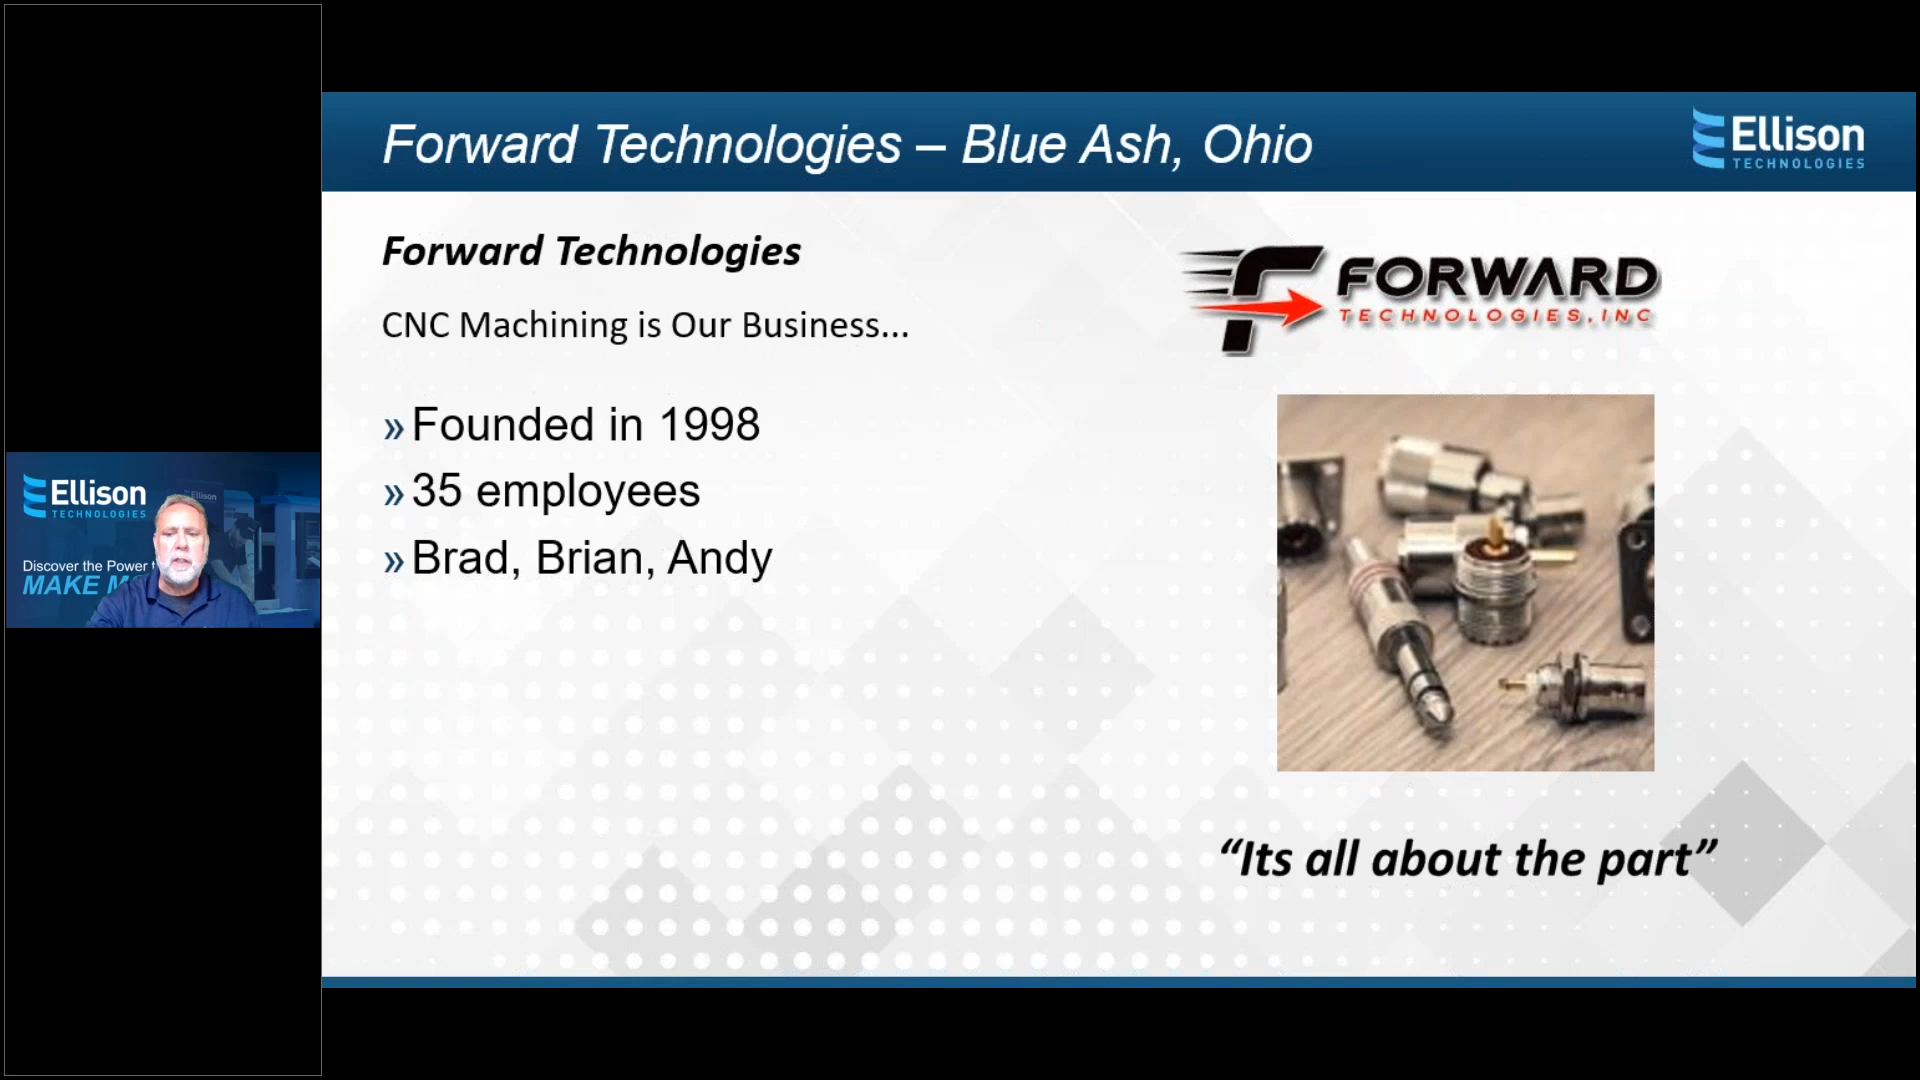 Forward Technologies – Blue Ash, Ohio
Ellison
TECHNOLOGIES
Forward Technologies
CNC Machining is Our Business...
» Founded in 1998
» 35 employees
» Brad, Brian, Andy
FORWARD
TECHNOLOGIES, INC
“Its all about the part”
Ellison
TECHNOLOGIES
Ellison
Discover the Power
MAKE